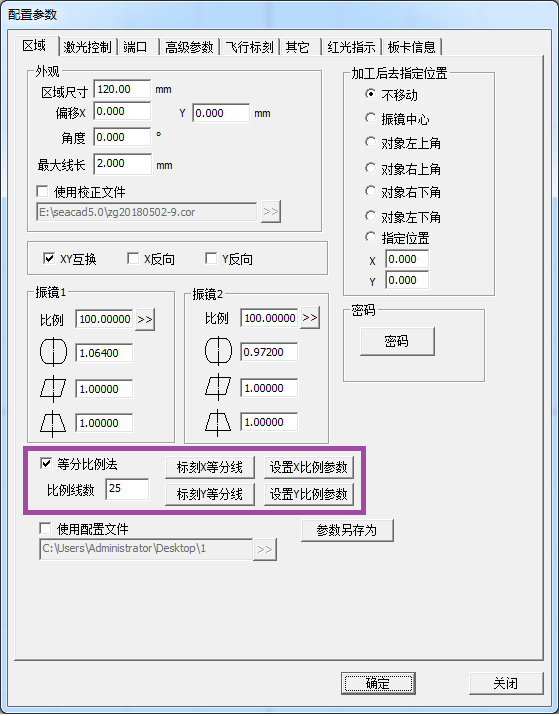 配置参数
区域 激光控制 端口 高级参数 飞行标刻 其它 红光指示 板卡信息
外观
区域尺寸 120.00 mm
偏移X 0.000 Y 0.000 mm
角度 0.000 °
最大线长 2.000 mm
使用校正文件
E:\seacad5.0\zg20180502-9.cor >>
加工后去指定位置
不移动
振镜中心
对象左上角
对象右上角
对象右下角
对象左下角
指定位置
X 0.000
Y 0.000
XY互换 X反向 Y反向
振镜1
比例 100.00000 >>
1.06400
1.00000
1.00000
振镜2
比例 100.00000 >>
0.97200
1.00000
1.00000
密码
密码
等分比例法 标刻X等分线 设置X比例参数
比例线数 25 标刻Y等分线 设置Y比例参数
使用配置文件 参数另存为
C:\Users\Administrator\Desktop\1 >>
确定 关闭